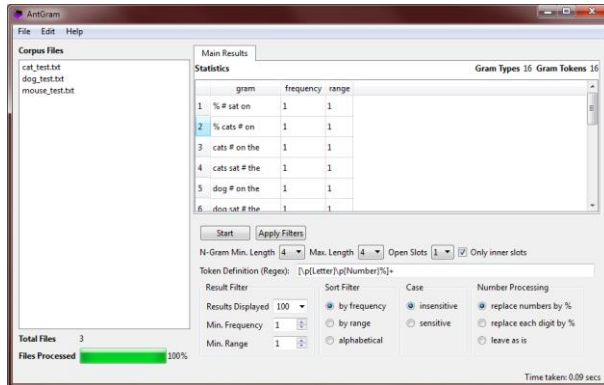 AntGram
File Edit Help
Corpus Files
cat_test.txt
dog_test.txt
mouse_test.txt
Total Files 3
Files Processed 100%
Main Results
Statistics Gram Types 16 Gram Tokens 16
gram frequency range
1 % # sat on 1 1
2 % cats # on 1 1
3 cats # on the 1 1
4 cats sat # the 1 1
5 dog # on the 1 1
6 dog sat # the 1 1
Start Apply Filters
N-Gram Min. Length 4 Max. Length 4 Open Slots 1 Only inner slots
Token Definition (Regex): [\p{Letter}\p{Number}%]+
Result Filter Sort Filter Case Number Processing
Results Displayed 100 by frequency insensitive replace numbers by %
Min. Frequency 1 by range sensitive replace each digit by %
Min. Range 1 alphabetical leave as is
Time taken: 0.09 secs